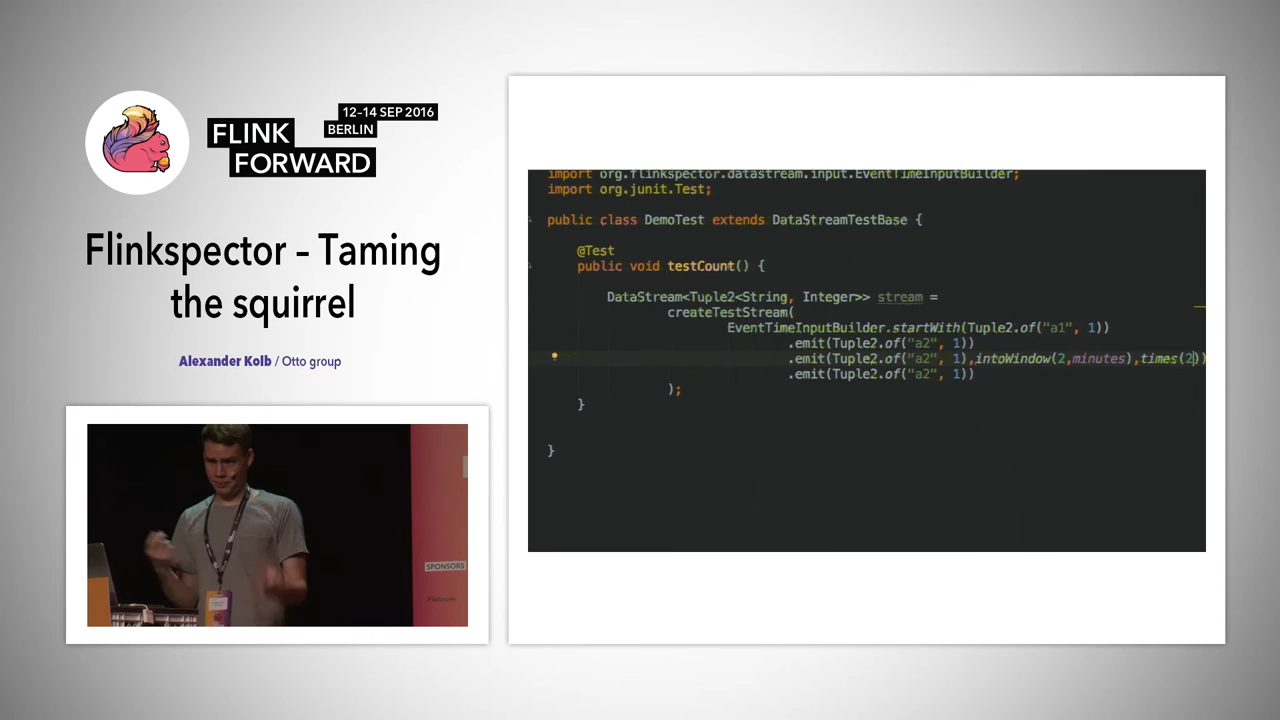 12–14 SEP 2016
BERLIN
FLINK
FORWARD
Flinkspector – Taming
the squirrel
Alexander Kolb / Otto group
import org.flinkspector.datastream.input.EventTimeInputBuilder;
import org.junit.Test;
public class DemoTest extends DataStreamTestBase {
@Test
public void testCount() {
DataStream<Tuple2<String, Integer>> stream =
createTestStream(
EventTimeInputBuilder.startWith(Tuple2.of("a1", 1))
.emit(Tuple2.of("a2", 1))
.emit(Tuple2.of("a2", 1),intoWindow(2,minutes),times(2))
.emit(Tuple2.of("a2", 1))
);
}
}
SPONSORS
Platinum